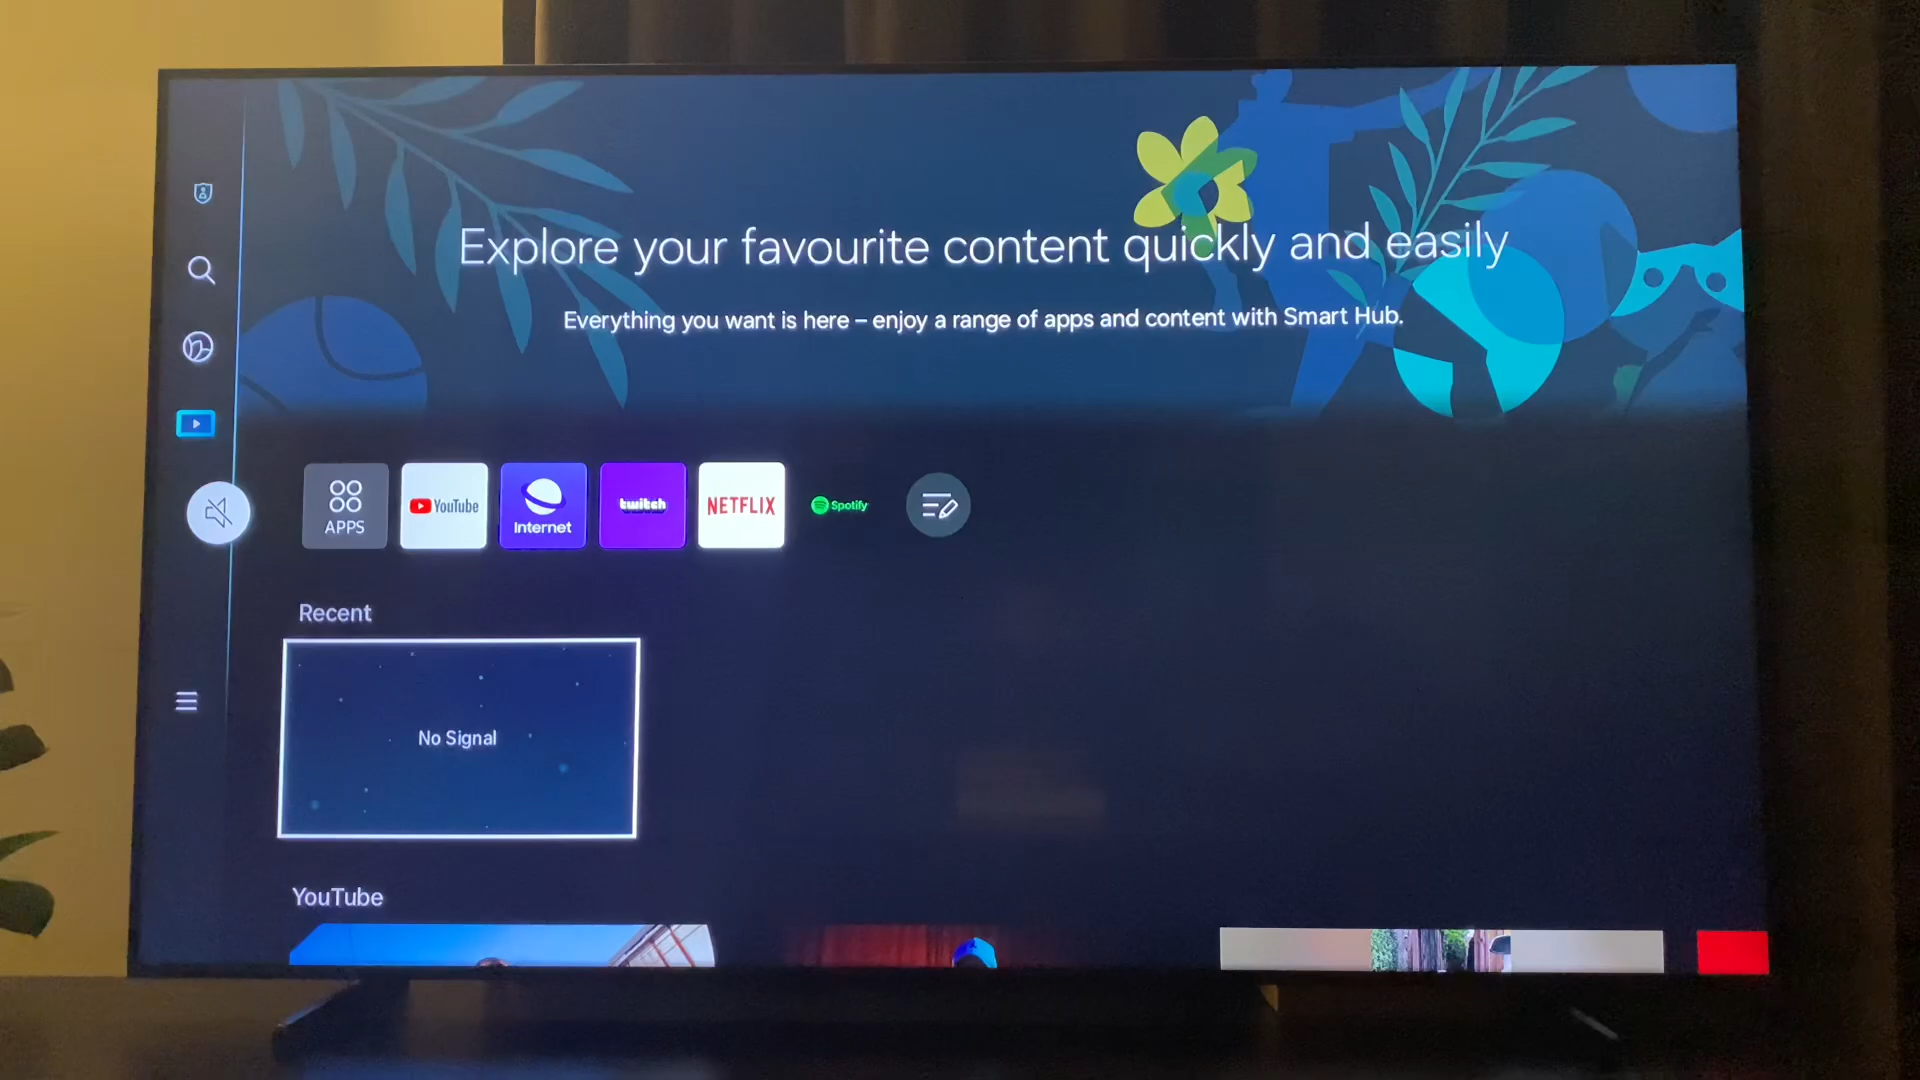 Explore your favourite content quickly and easily
Everything you want is here – enjoy a range of apps and content with Smart Hub.
APPS
YouTube
Internet
twitch
NETFLIX
Spotify
Recent
No Signal
YouTube